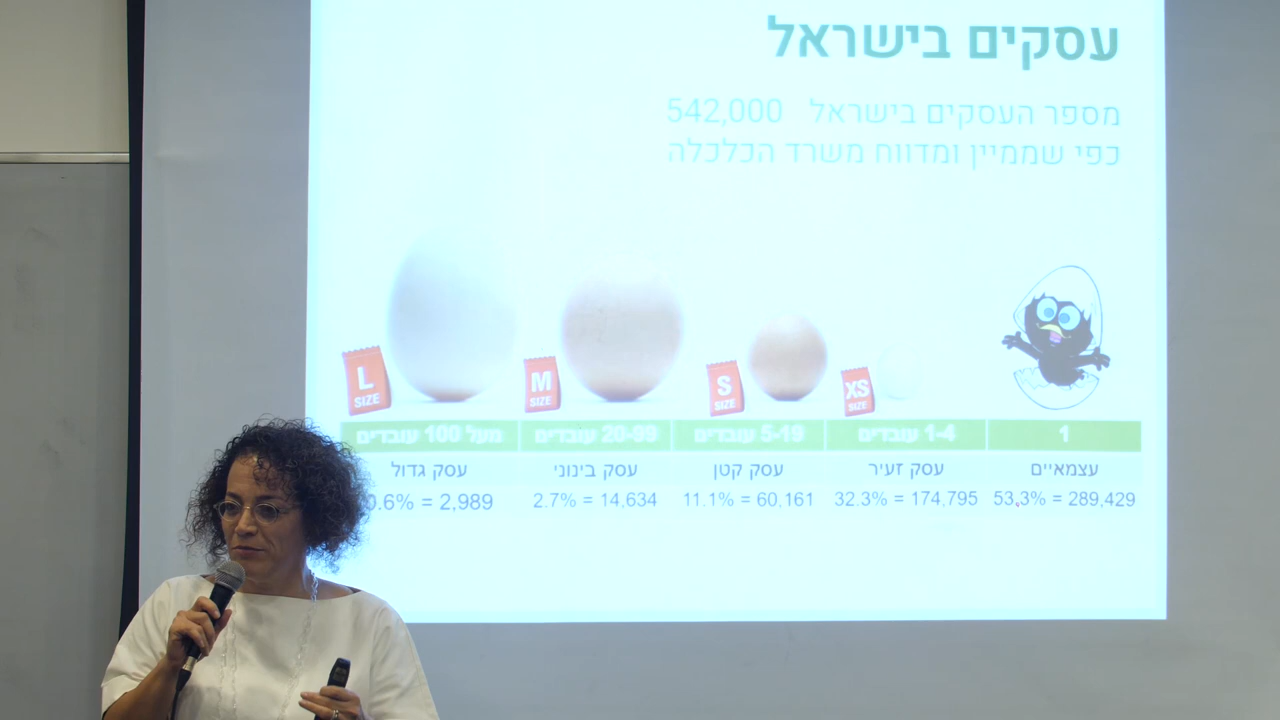 עסקים בישראל
מספר העסקים בישראל 542,000
כפי שממיין ומדווח משרד הכלכלה
XS SIZE
S SIZE
M SIZE
L SIZE
1
1-4 עובדים
5-19 עובדים
20-99 עובדים
מעל 100 עובדים
עצמאיים
עסק זעיר
עסק קטן
עסק בינוני
עסק גדול
53,3% = 289,429
32.3% = 174,795
11.1% = 60,161
2.7% = 14,634
0.6% = 2,989